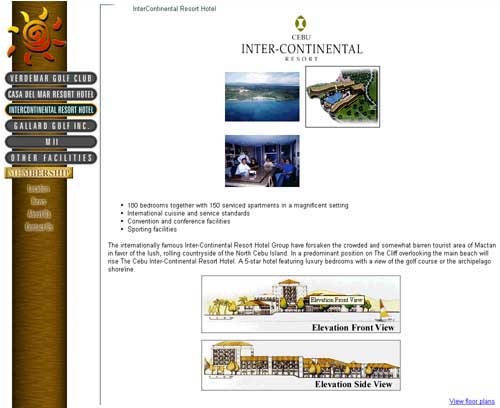 InterContinental Resort Hotel
CEBU
INTER-CONTINENTAL
RESORT
VERDEMAR GOLF CLUB
CASA DEL MAR RESORT HOTEL
INTERCONTINENTAL RESORT HOTEL
GALLARD GOLF INC.
MII
OTHER FACILITIES
MEMBERSHIP
Location
News
About Us
Contact Us
180 bedrooms together with 150 serviced apartments in a magnificent setting
International cuisine and service standards
Convention and conference facilities
Sporting facilities
The internationally famous Inter-Continental Resort Hotel Group have forsaken the crowded and somewhat barren tourist area of Mactan
in favor of the lush, rolling countryside of the North Cebu Island. In a predominant position on The Cliff overlooking the main beach will
rise The Cebu Inter-Continental Resort Hotel. A 5-star hotel featuring luxury bedrooms with a view of the golf course or the archipelago
shoreline.
Elevation Front View
Elevation Front View
Elevation Side View
View floor plans